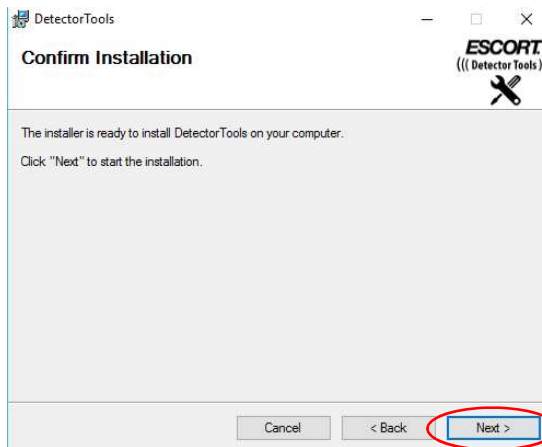 DetectorTools
Confirm Installation
ESCORT
((( Detector Tools )
The installer is ready to install DetectorTools on your computer.
Click "Next" to start the installation.
Cancel
< Back
Next >